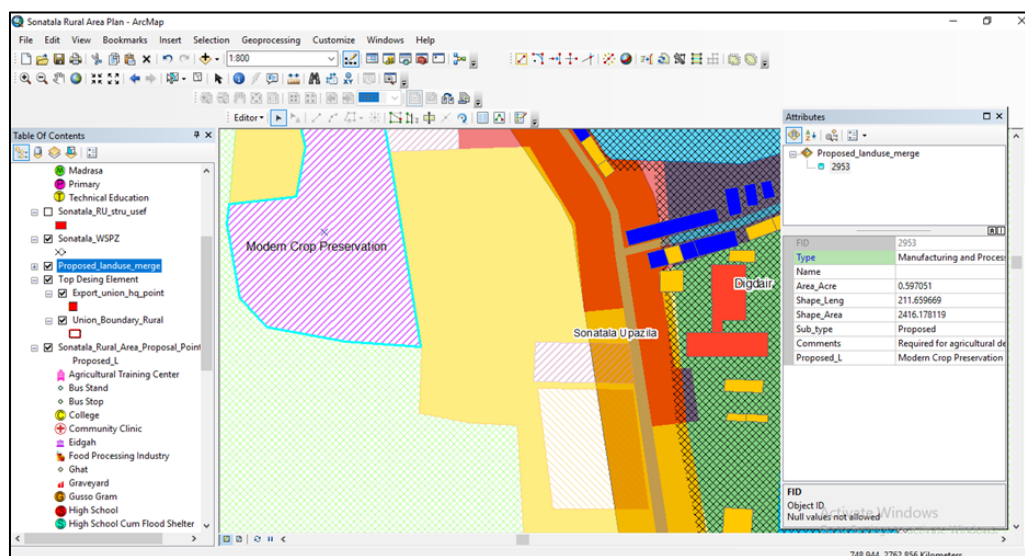 Sonatala Rural Area Plan - ArcMap
File Edit View Bookmarks Insert Selection Geoprocessing Customize Windows Help
1:800
Editor
Table Of Contents
Madrasa
Primary
Technical Education
Sonatala_RU_stru_usef
Sonatala_WSPZ
Proposed_landuse_merge
Top Desing Element
Export_union_hq_point
Union_Boundary_Rural
Sonatala_Rural_Area_Proposal_Point
Proposed_L
Agricultural Training Center
Bus Stand
Bus Stop
College
Community Clinic
Eidgah
Food Processing Industry
Ghat
Graveyard
Gusso Gram
High School
High School Cum Flood Shelter
Modern Crop Preservation
Sonatala Upazila
Digdair
Attributes
Proposed_landuse_merge
2953
FID 2953
Type Manufacturing and Process
Name
Area_Acre 0.597051
Shape_Leng 211.659669
Shape_Area 2416.178119
Sub_type Proposed
Comments Required for agricultural de
Proposed_L Modern Crop Preservation
FID
Object ID
Null values not allowed
Activate Windows
748.944 2762.856 Kilometers